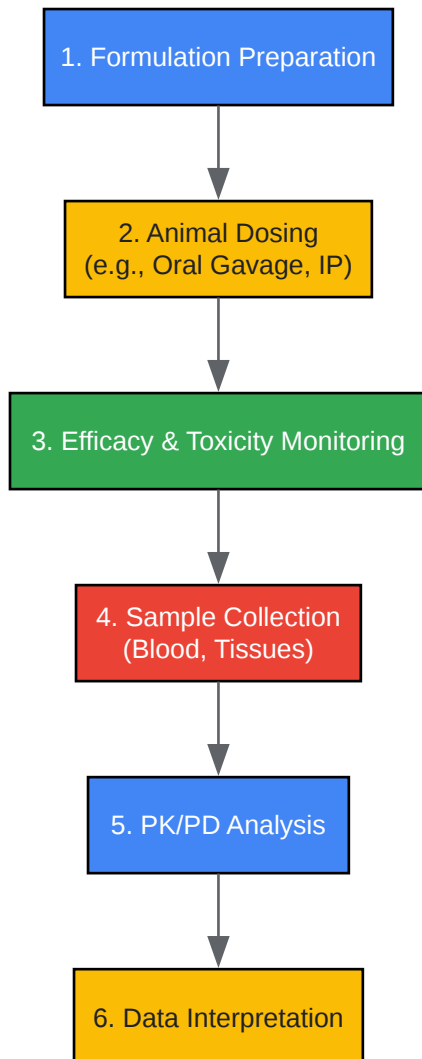 1. Formulation Preparation
2. Animal Dosing
(e.g., Oral Gavage, IP)
3. Efficacy & Toxicity Monitoring
4. Sample Collection
(Blood, Tissues)
5. PK/PD Analysis
6. Data Interpretation